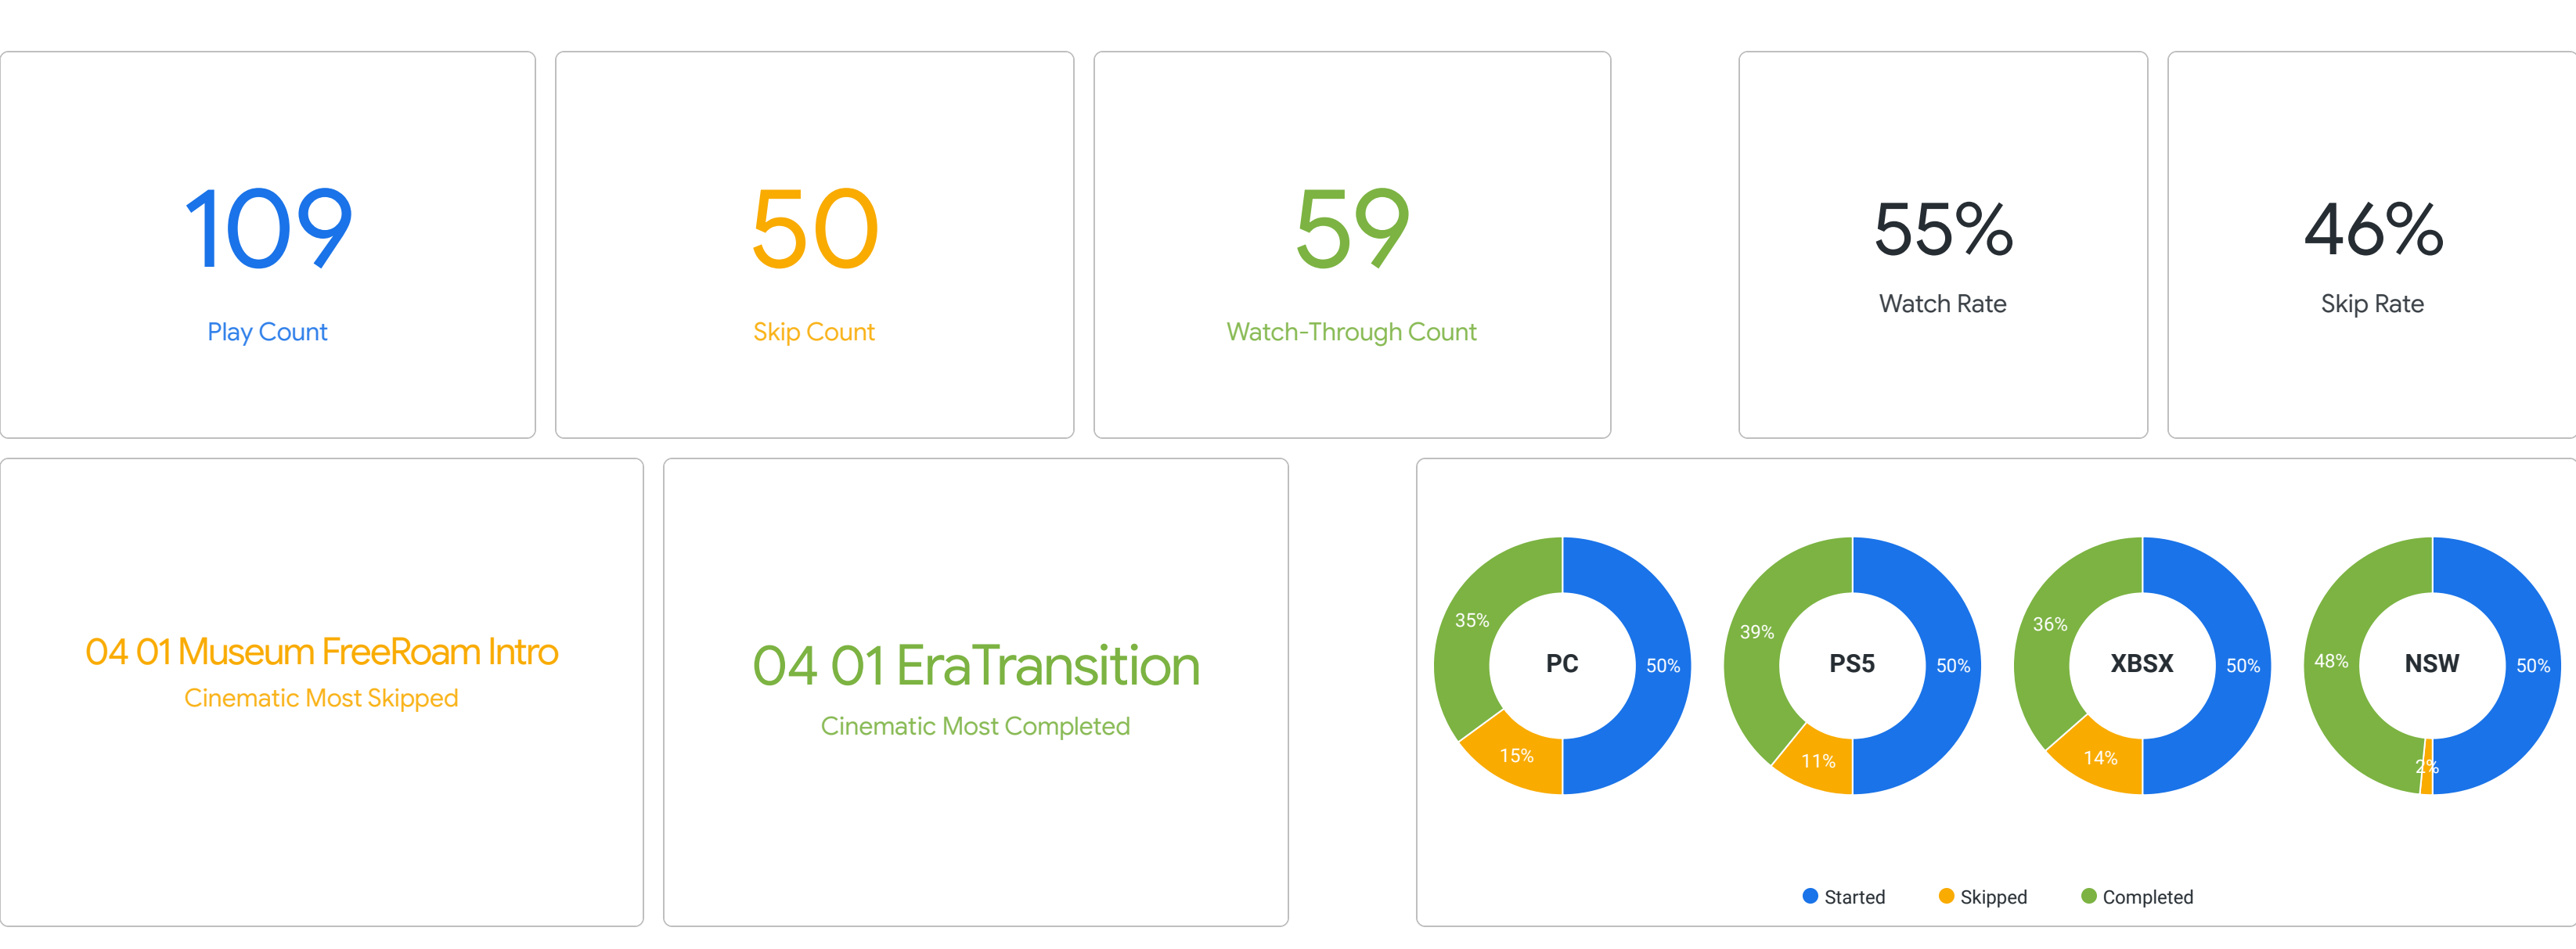 109
Play Count
50
Skip Count
59
Watch-Through Count
55%
Watch Rate
46%
Skip Rate
04 01 Museum FreeRoam Intro
Cinematic Most Skipped
04 01 EraTransition
Cinematic Most Completed
35%
PC
50%
15%
39%
PS5
50%
11%
36%
XBSX
50%
14%
48%
NSW
50%
2%
Started
Skipped
Completed